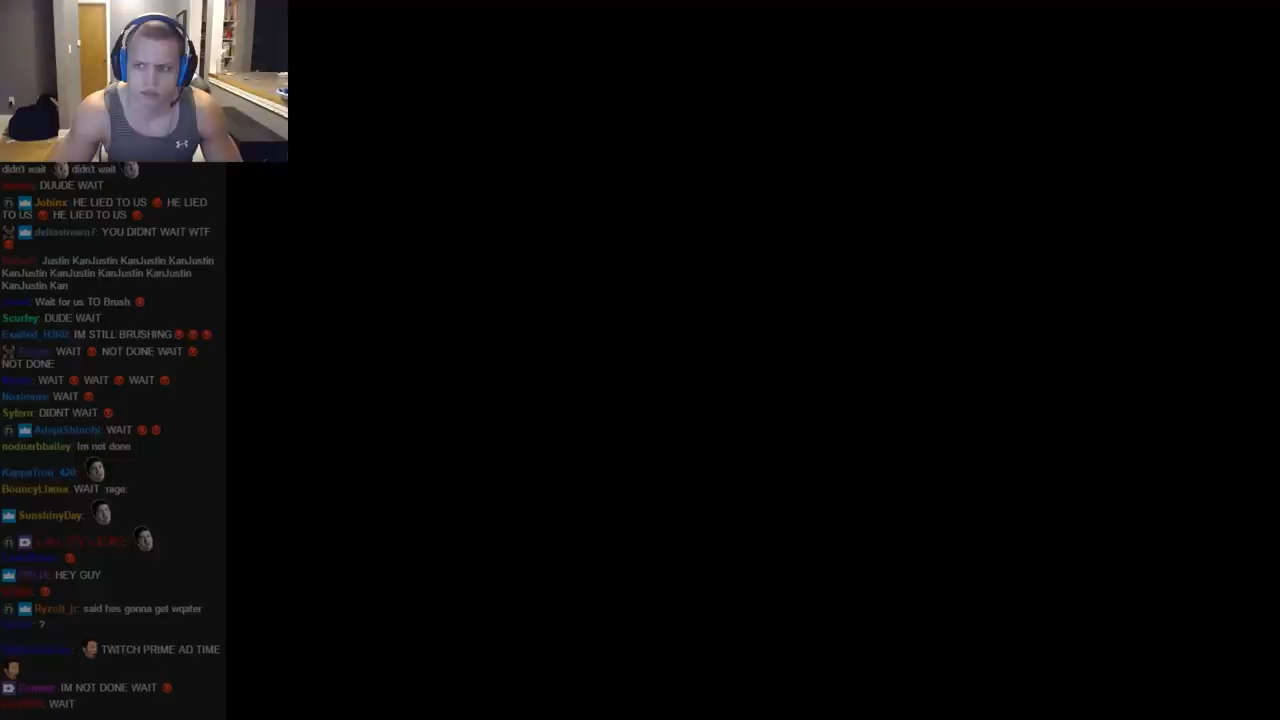 didn't wait didn't wait
DUUDE WAIT
Jobinx: HE LIED TO US HE LIED
TO US HE LIED TO US
deltastream7: YOU DIDNT WAIT WTF
Justin KanJustin KanJustin KanJustin
KanJustin KanJustin KanJustin KanJustin
KanJustin Kan
Wait for us TO Brush
Scurfey: DUDE WAIT
IM STILL BRUSHING
WAIT NOT DONE WAIT
NOT DONE
WAIT WAIT WAIT
WAIT
Syfern: DIDNT WAIT
WAIT
nodnarbbailey: Im not done
KappaTron_420:
BouncyLlama: WAIT rage:
SunshinyDay:
HEY GUY
Ryzolt_jr: said hes gonna get wqater
: ?
TWITCH PRIME AD TIME
IM NOT DONE WAIT
WAIT